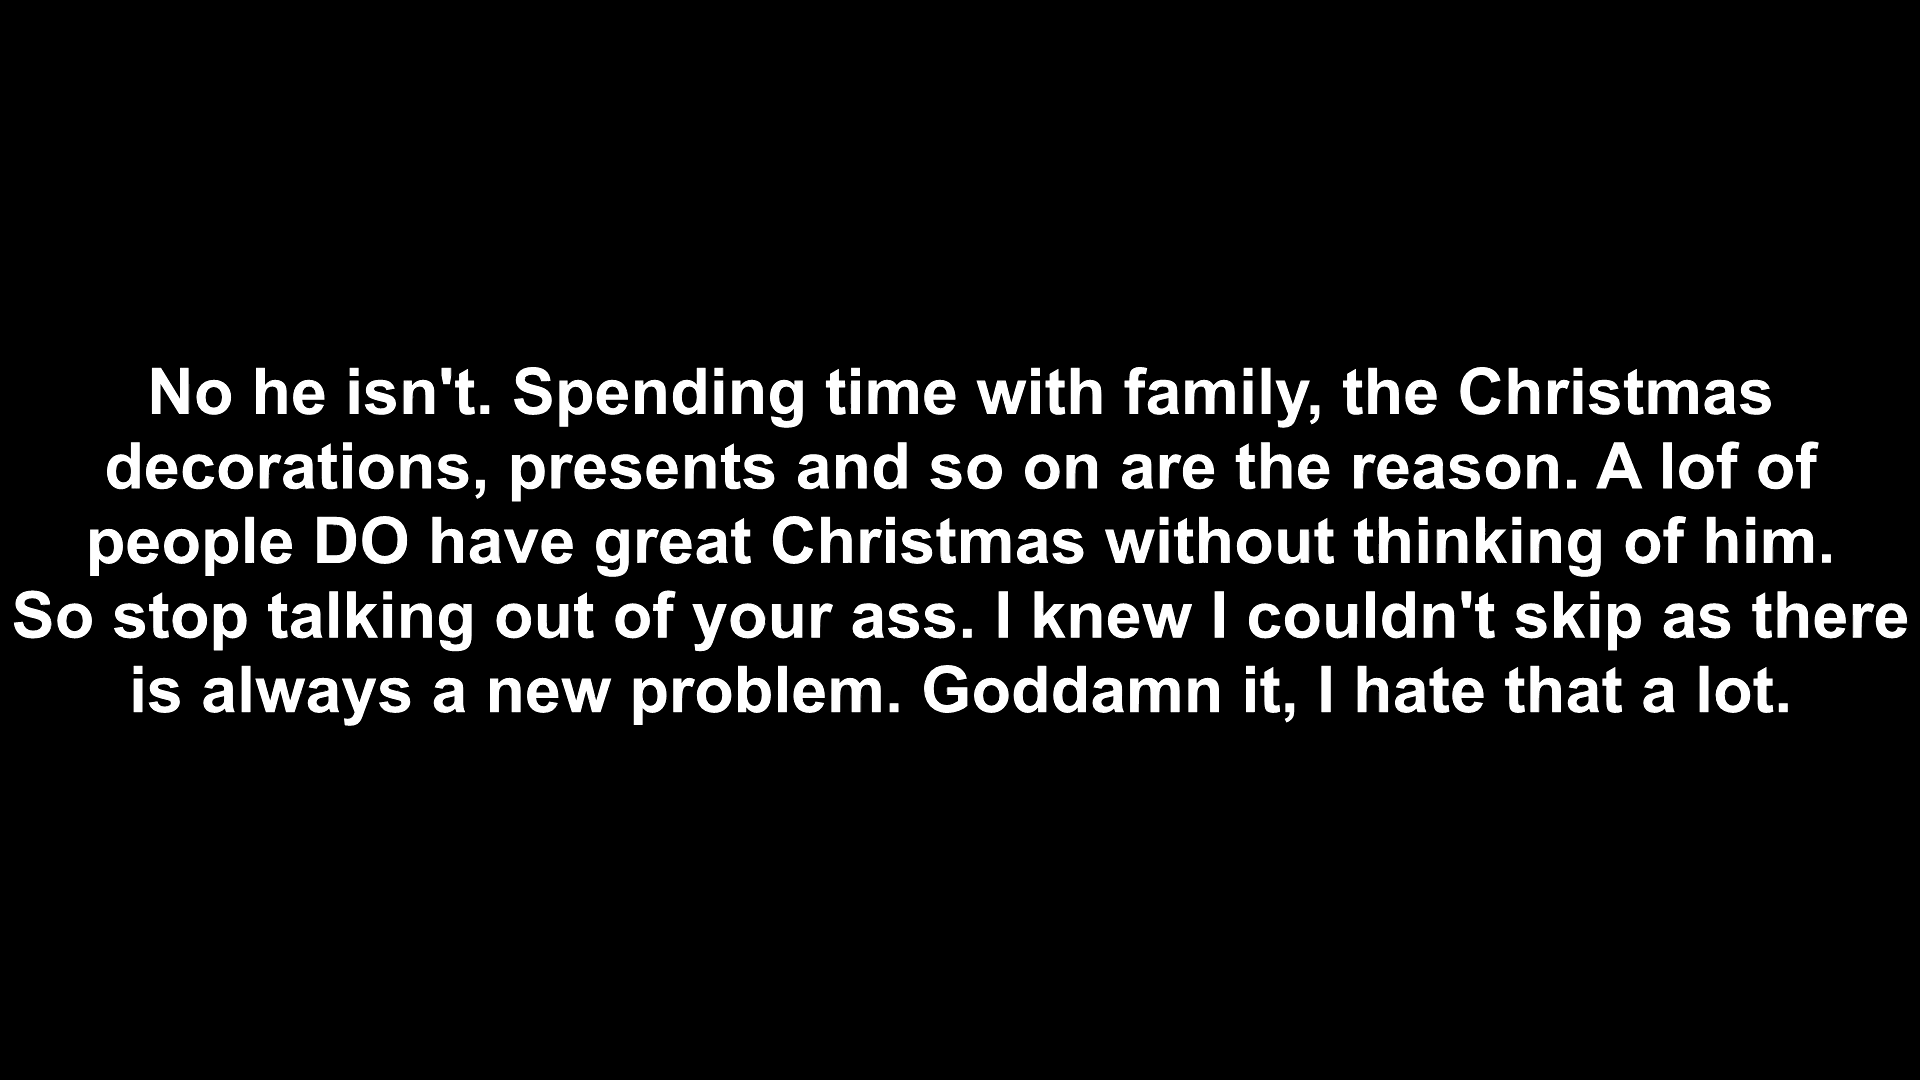 No he isn't. Spending time with family, the Christmas
decorations, presents and so on are the reason. A lof of
people DO have great Christmas without thinking of him.
So stop talking out of your ass. I knew I couldn't skip as there
is always a new problem. Goddamn it, I hate that a lot.